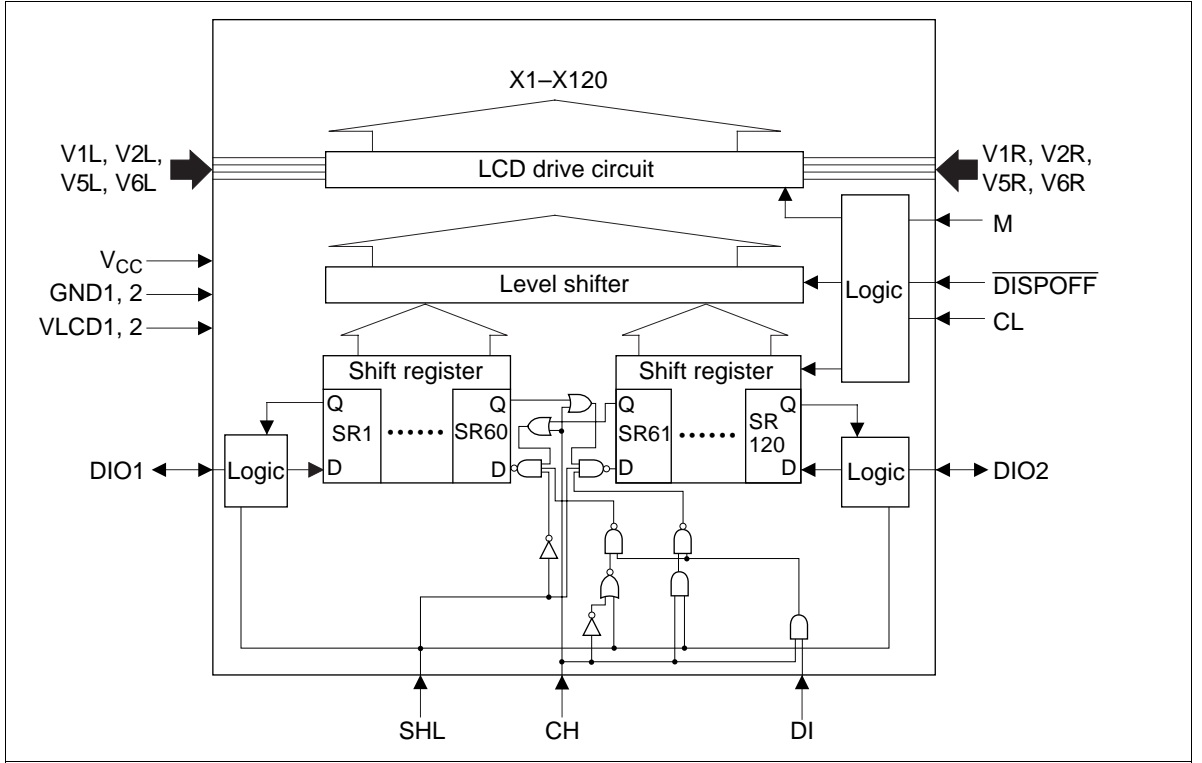 X1–X120
V1L, V2L,
V5L, V6L
LCD drive circuit
V1R, V2R,
V5R, V6R
M
VCC
GND1, 2
VLCD1, 2
Level shifter
Logic
DISPOFF
CL
Shift register
Shift register
Q
SR1
SR60
Q
Q
SR61
SR
120
Q
DIO1
Logic
D
D
D
D
Logic
DIO2
SHL
CH
DI